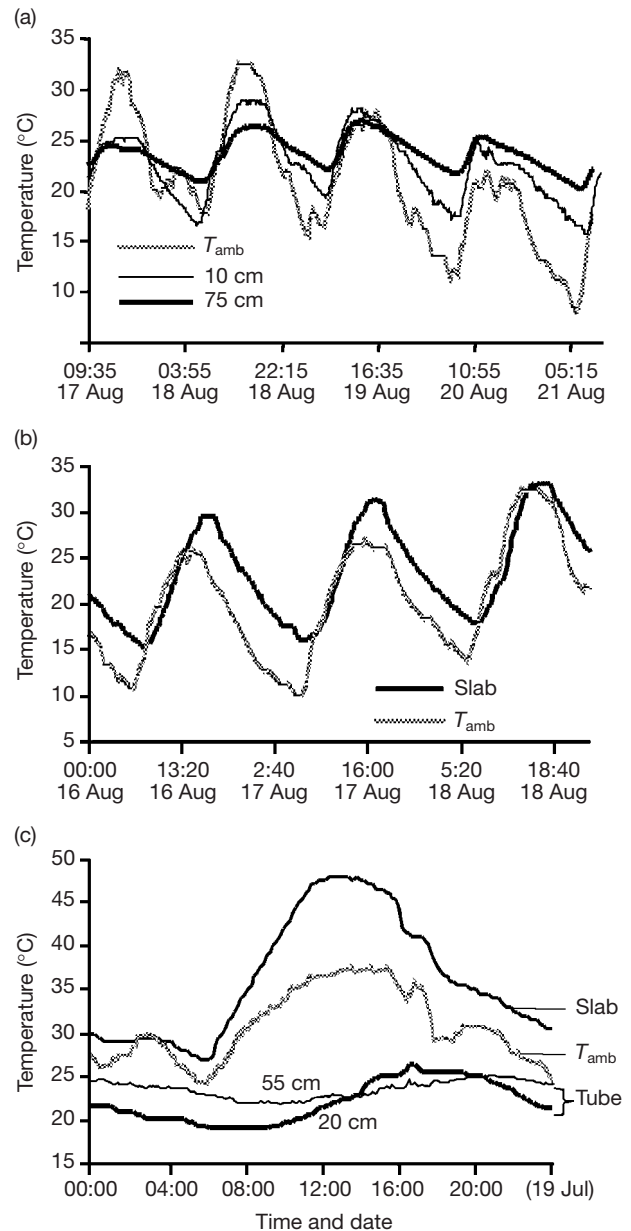 (a)
35
30
25
20
15
10
Temperature (°C)
Tamb
10 cm
75 cm
09:35 03:55 22:15 16:35 10:55 05:15
17 Aug 18 Aug 18 Aug 19 Aug 20 Aug 21 Aug
(b)
35
30
25
20
15
10
5
Temperature (°C)
Slab
Tamb
00:00 13:20 2:40 16:00 5:20 18:40
16 Aug 16 Aug 17 Aug 17 Aug 18 Aug 18 Aug
(c)
50
45
40
35
30
25
20
15
Temperature (°C)
Slab
Tamb
55 cm
Tube
20 cm
00:00 04:00 08:00 12:00 16:00 20:00 (19 Jul)
Time and date